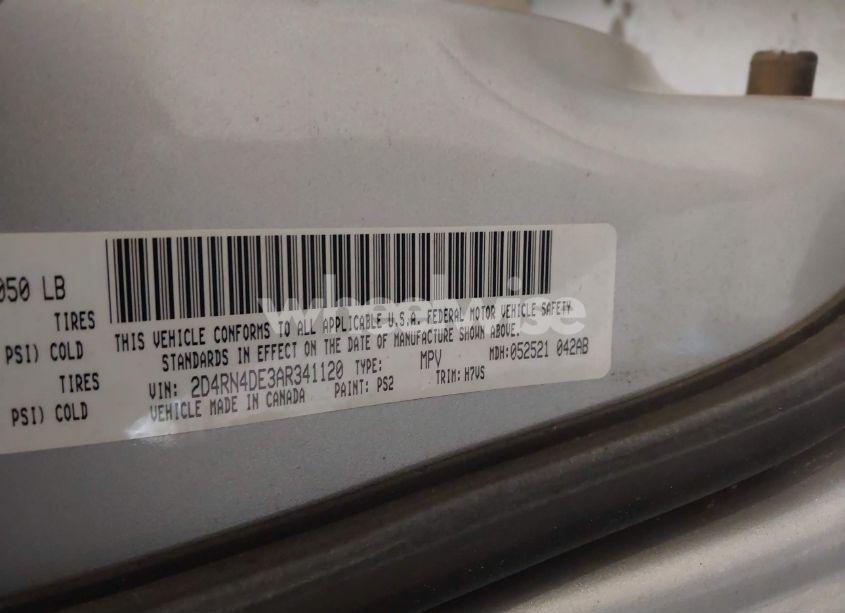 050 LB
TIRES
PSI) COLD
PSI) COLD
THIS VEHICLE CONFORMS TO ALL APPLICABLE U.S.A. FEDERAL MOTOR VEHICLE SAFETY
STANDARDS IN EFFECT ON THE DATE OF MANUFACTURE SHOWN ABOVE.
VIN: 2D4RN4DE3AR341120 TYPE: MPV MDH:052521 042AB
VEHICLE MADE IN CANADA PAINT: PS2 TRIM: H7VS
TIRES
wheelwise